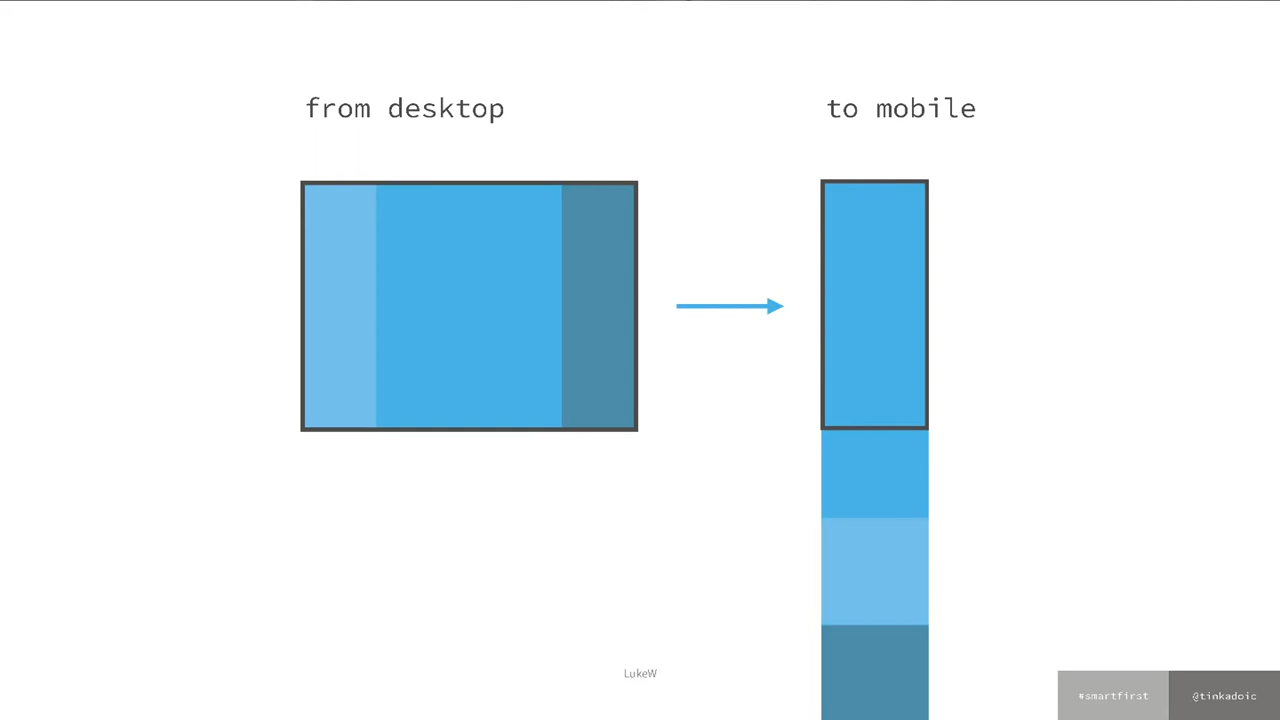 from desktop
to mobile
LukeW
#smartfirst
@tinkadoic